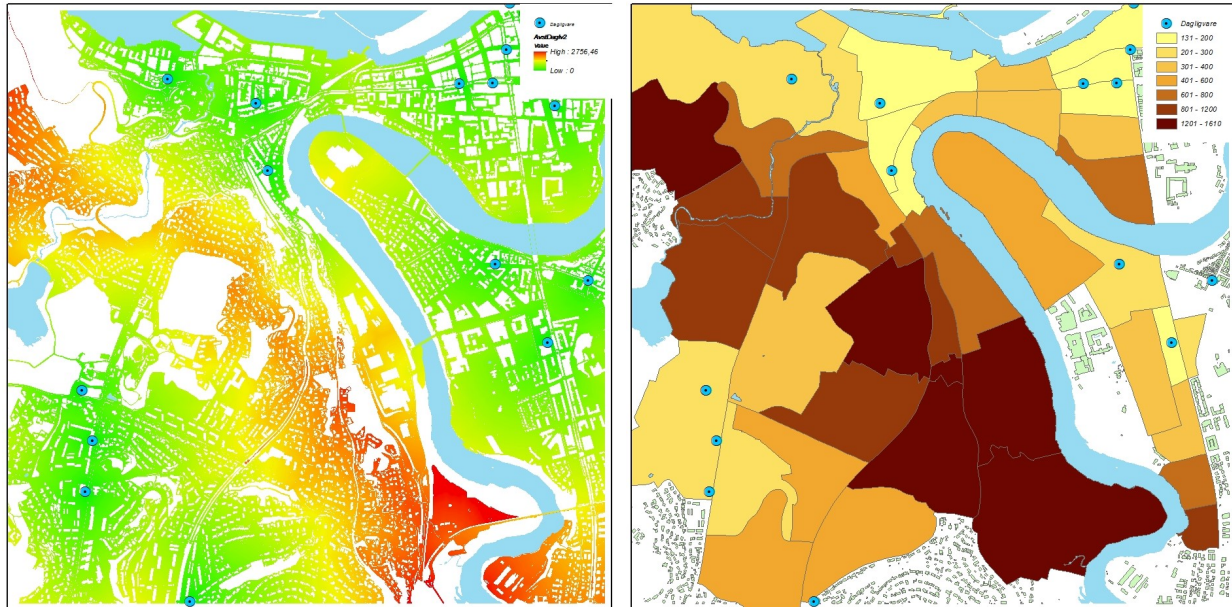 Dagligvare
AvstDaglv2
Value
High : 2756,46
Low : 0
Dagligvare
131 - 200
201 - 300
301 - 400
401 - 600
601 - 800
801 - 1200
1201 - 1610